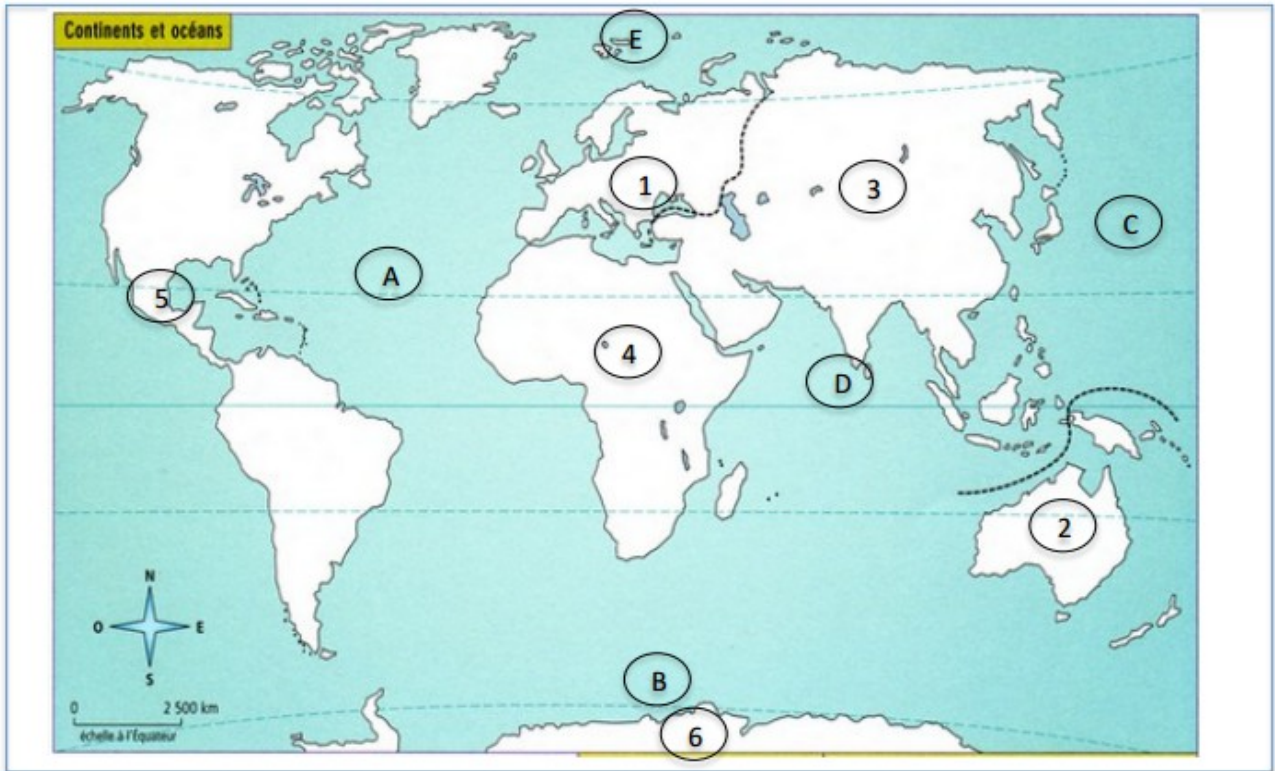 Continents et océans
E
1
3
C
A
5
4
D
2
N
O E
S
B
0 2 500 km
6
échelle à l'Équateur